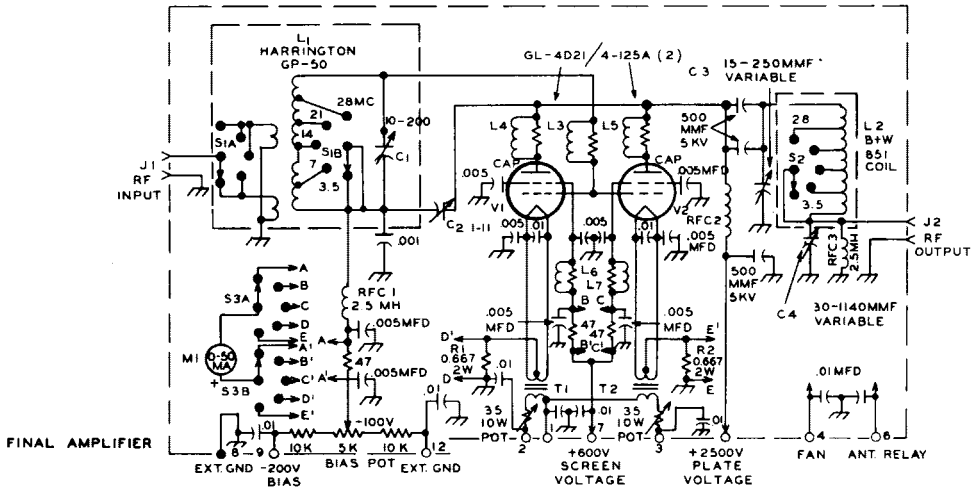 L1
HARRINGTON
GP-50
GL-4D21/4-125A (2)
C3
15-250MMF
VARIABLE
28MC
21
14
7
3.5
S1A
S1B
10-200
C1
L4
L3
L5
500
MMF
5KV
28
S2
3.5
L2
B+W
851
COIL
J1
RF
INPUT
CAP
CAP
.005
.005MFD
V1
V2
C2 1-11
.001
.005
.01
.005
.01
.005
MFD
RFC2
J2
RF
OUTPUT
RFC3
2.5MH
500
MMF
5KV
C4
30-1140MMF
VARIABLE
L6
L7
B
C
.005
MFD
47
47
.005
MFD
B'
C'
S3A
A
B
C
D
E
A'
B'
C'
D'
E'
S3B
M1
0-50
MA
+
RFC1
2.5 MH
.005MFD
A
47
A'
.005MFD
D'
R1
0.667
2W
D
.01
E'
R2
0.667
2W
E
T1
T2
.01
.01
.01
35
10W
POT
35
10W
POT
.01
.01MFD
-100V
10K
5K
10K
8
9
12
2
1
7
3
4
6
FINAL AMPLIFIER
EXT. GND
-200V
BIAS
BIAS POT
EXT. GND
+600V
SCREEN
VOLTAGE
+2500V
PLATE
VOLTAGE
FAN
ANT. RELAY